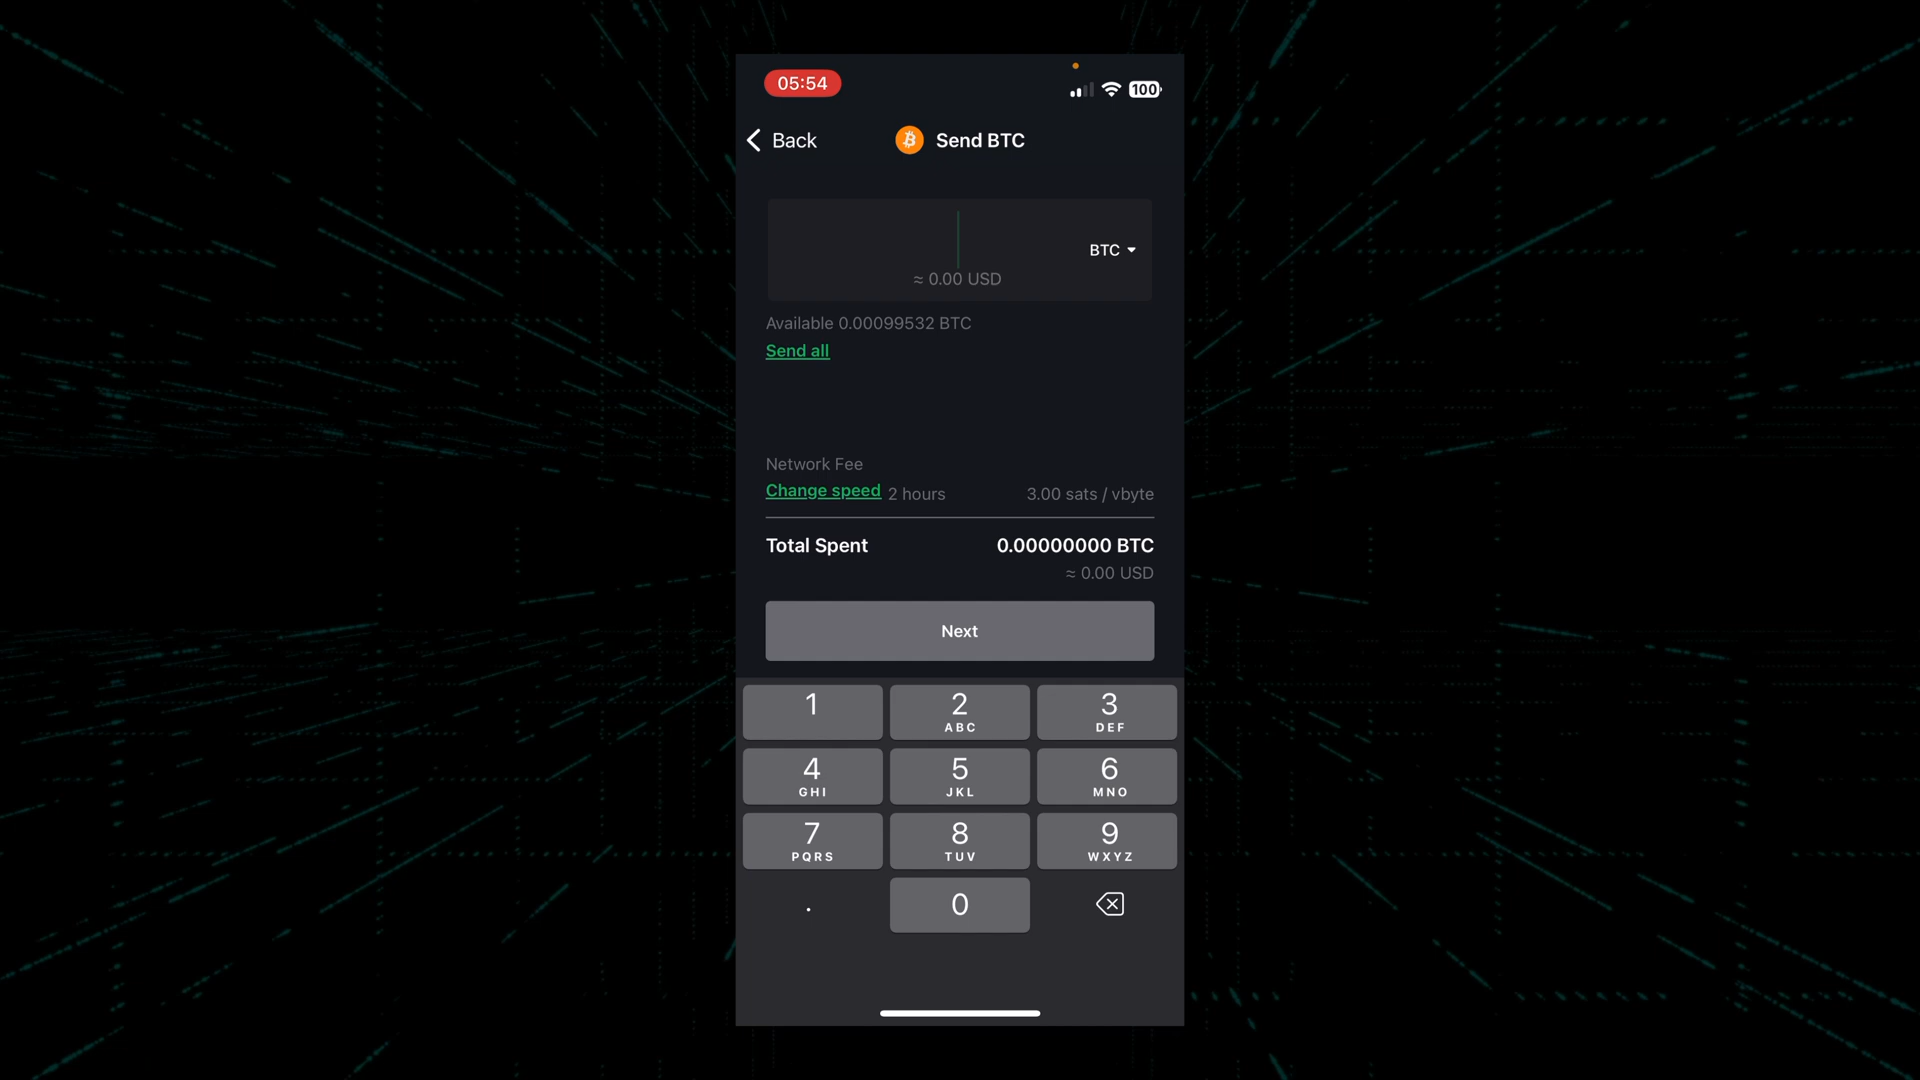 05:54
100
Back
Send BTC
BTC
≈ 0.00 USD
Available 0.00099532 BTC
Send all
Network Fee
Change speed 2 hours 3.00 sats / vbyte
Total Spent 0.00000000 BTC
≈ 0.00 USD
Next
1 2 3
ABC DEF
4 5 6
GHI JKL MNO
7 8 9
PQRS TUV WXYZ
. 0